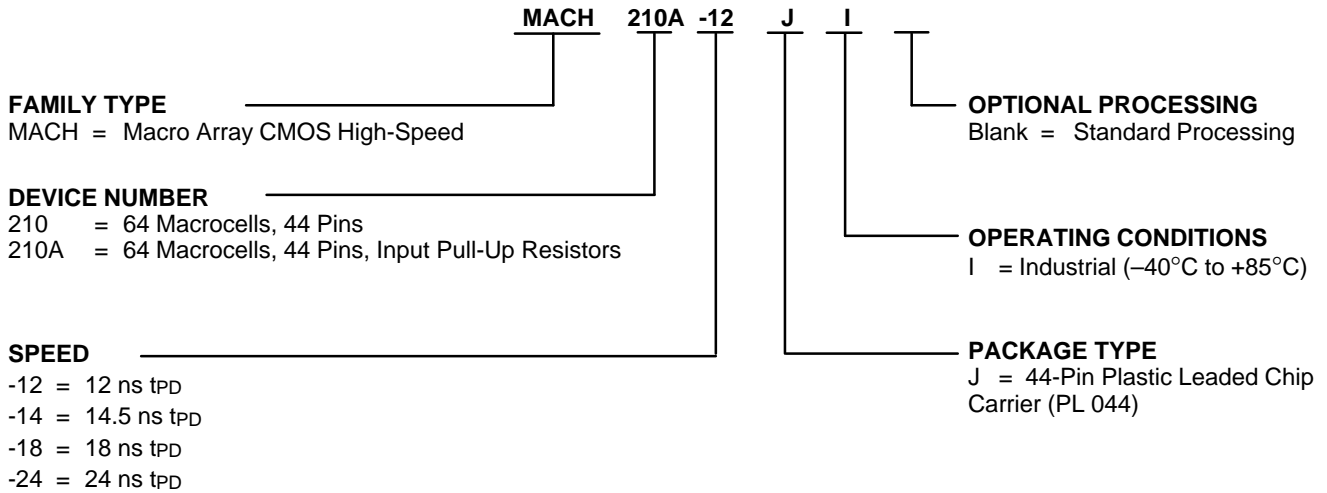 MACH 210A -12 J I
FAMILY TYPE
MACH = Macro Array CMOS High-Speed
DEVICE NUMBER
210 = 64 Macrocells, 44 Pins
210A = 64 Macrocells, 44 Pins, Input Pull-Up Resistors
SPEED
-12 = 12 ns tPD
-14 = 14.5 ns tPD
-18 = 18 ns tPD
-24 = 24 ns tPD
OPTIONAL PROCESSING
Blank = Standard Processing
OPERATING CONDITIONS
I = Industrial (–40°C to +85°C)
PACKAGE TYPE
J = 44-Pin Plastic Leaded Chip
Carrier (PL 044)